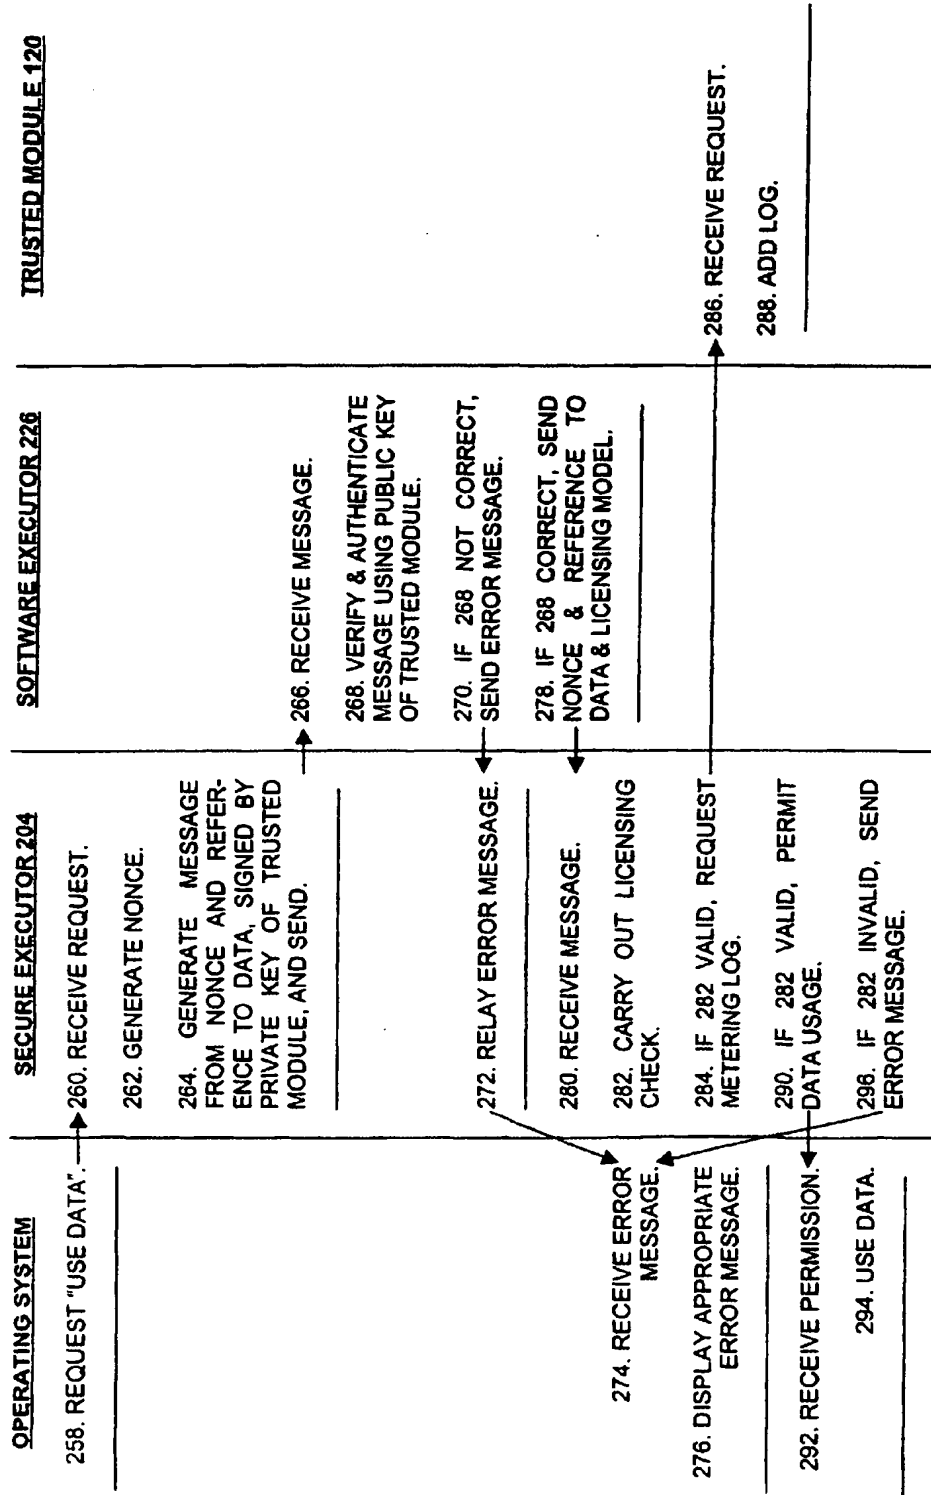 OPERATING SYSTEM
258. REQUEST "USE DATA".
274. RECEIVE ERROR
MESSAGE.
276. DISPLAY APPROPRIATE
ERROR MESSAGE.
292. RECEIVE PERMISSION.
294. USE DATA.
SECURE EXECUTOR 204
260. RECEIVE REQUEST.
262. GENERATE NONCE.
264. GENERATE MESSAGE
FROM NONCE AND REFER-
ENCE TO DATA, SIGNED BY
PRIVATE KEY OF TRUSTED
MODULE, AND SEND.
272. RELAY ERROR MESSAGE.
280. RECEIVE MESSAGE.
282. CARRY OUT LICENSING
CHECK.
284. IF 282 VALID, REQUEST
METERING LOG.
290. IF 282 VALID, PERMIT
DATA USAGE.
296. IF 282 INVALID, SEND
ERROR MESSAGE.
SOFTWARE EXECUTOR 226
266. RECEIVE MESSAGE.
268. VERIFY & AUTHENTICATE
MESSAGE USING PUBLIC KEY
OF TRUSTED MODULE.
270. IF 268 NOT CORRECT,
SEND ERROR MESSAGE.
278. IF 268 CORRECT, SEND
NONCE & REFERENCE TO
DATA & LICENSING MODEL.
TRUSTED MODULE 120
286. RECEIVE REQUEST.
288. ADD LOG.